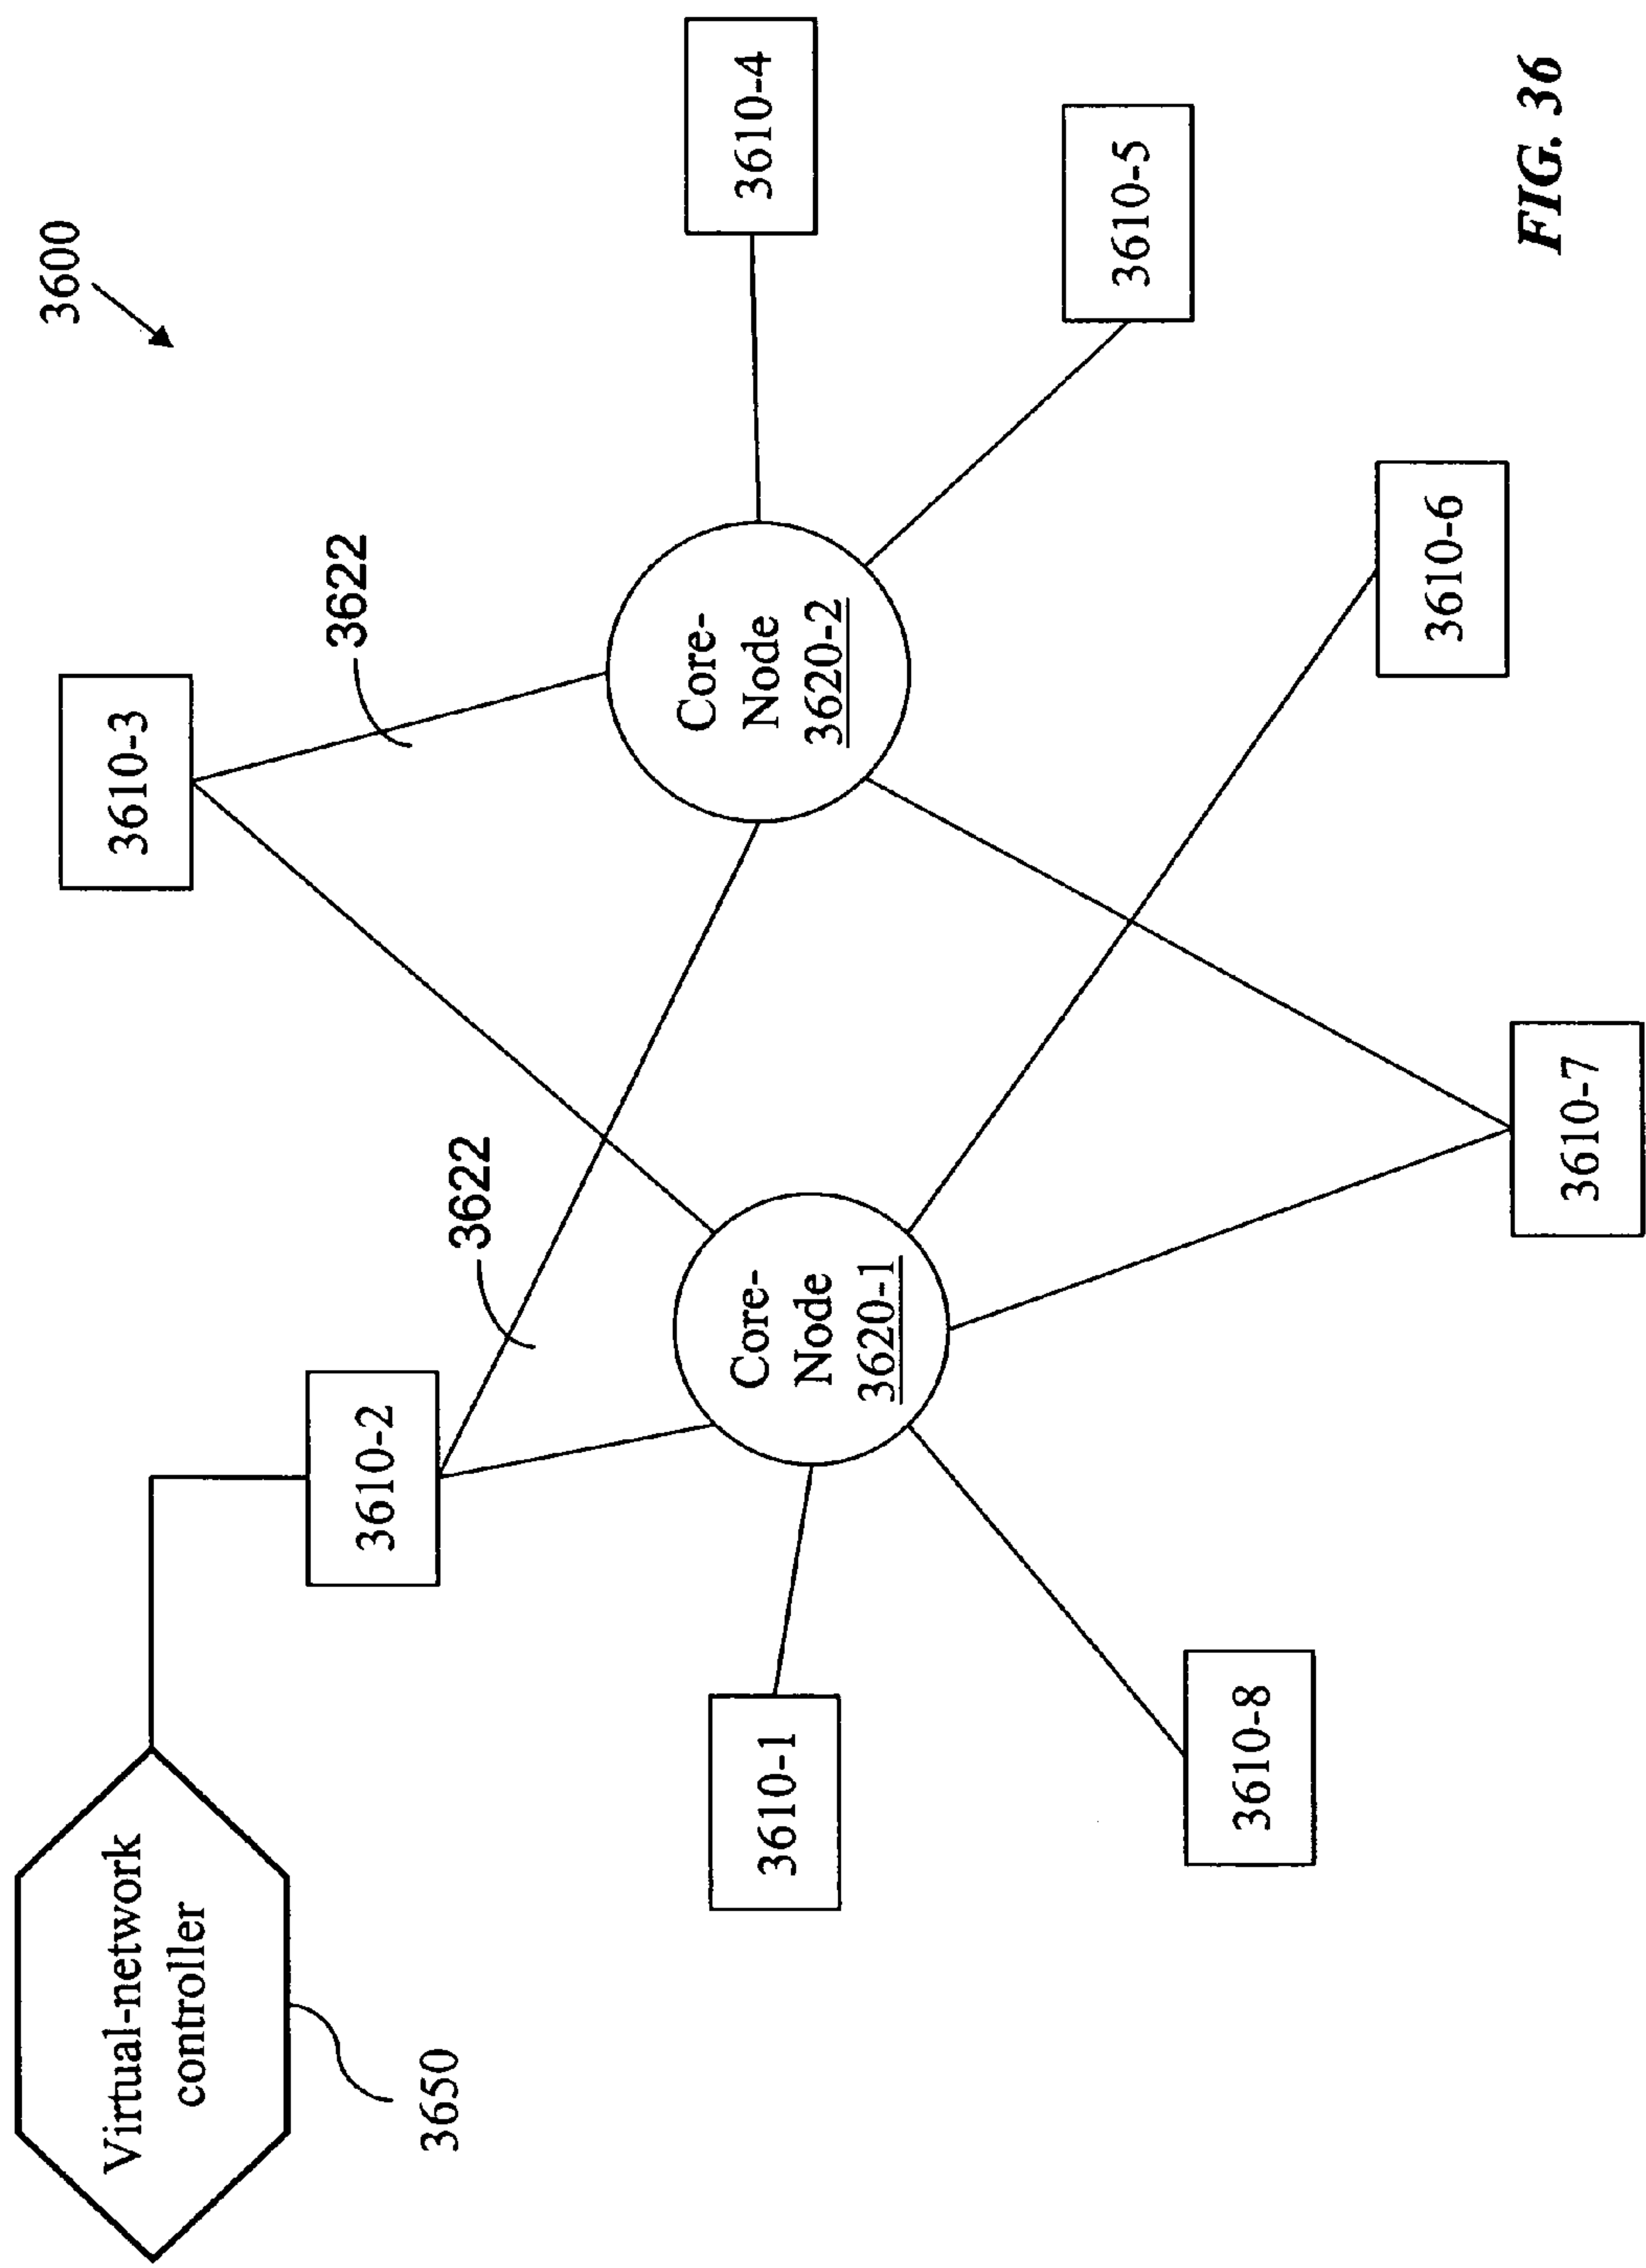 3600
Virtual-network
controller
3650
3610-3
3622
3610-2
3622
3610-4
Core-
Node
3620-2
Core-
Node
3620-1
3610-1
3610-5
3610-8
3610-6
3610-7
FIG. 36